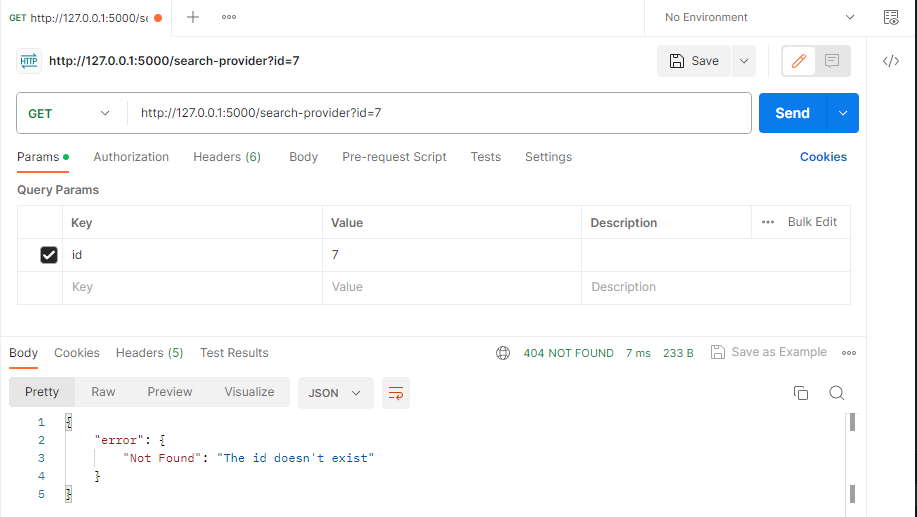 GET http://127.0.0.1:5000/se
No Environment
HTTP http://127.0.0.1:5000/search-provider?id=7
Save
GET http://127.0.0.1:5000/search-provider?id=7 Send
Params Authorization Headers (6) Body Pre-request Script Tests Settings Cookies
Query Params
Key Value Description Bulk Edit
id 7
Key Value Description
Body Cookies Headers (5) Test Results 404 NOT FOUND 7 ms 233 B Save as Example
Pretty Raw Preview Visualize JSON
1 {
2 "error": {
3 "Not Found": "The id doesn't exist"
4 }
5 }